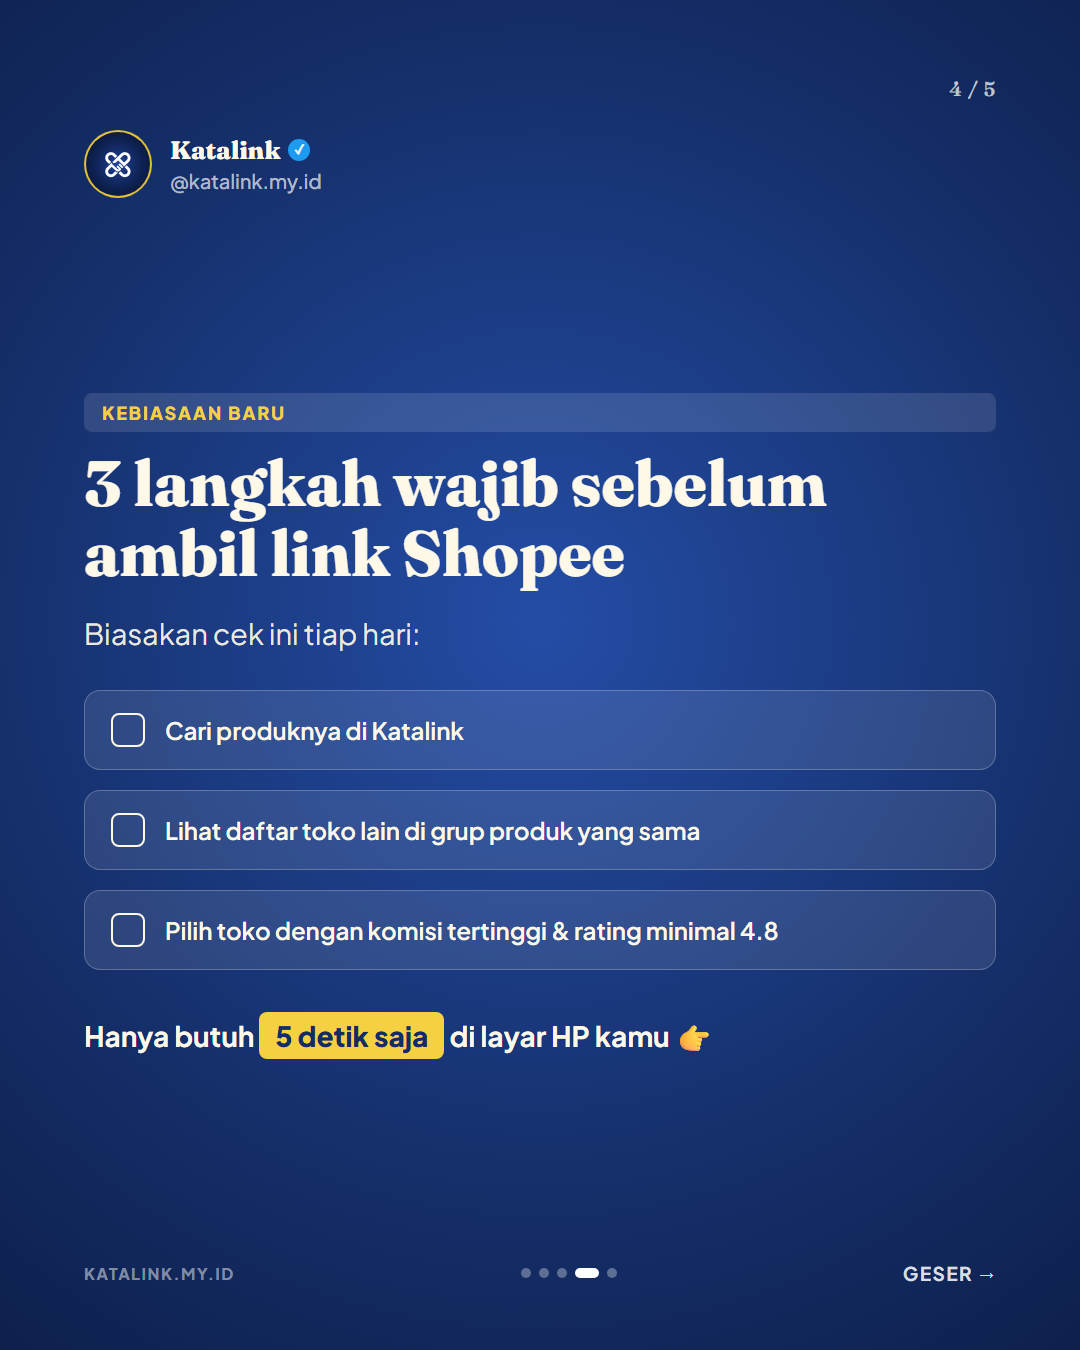 4 / 5
Katalink
@katalink.my.id
KEBIASAAN BARU
3 langkah wajib sebelum
ambil link Shopee
Biasakan cek ini tiap hari:
Cari produknya di Katalink
Lihat daftar toko lain di grup produk yang sama
Pilih toko dengan komisi tertinggi & rating minimal 4.8
Hanya butuh 5 detik saja di layar HP kamu 👉
KATALINK.MY.ID
GESER →